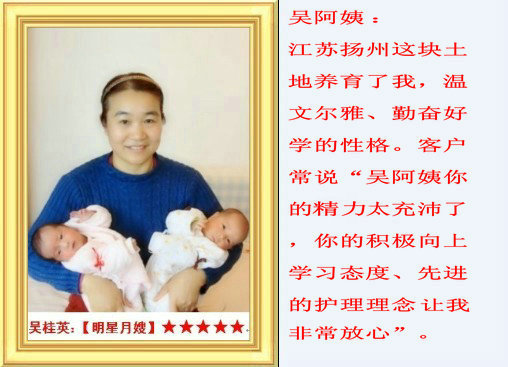 吴阿姨：
江苏扬州这块土
地养育了我，温
文尔雅、勤奋好
学的性格。客户
常说“吴阿姨你
的精力太充沛了
，你的积极向上
学习态度、先进
的护理理念让我
非常放心”。
吴桂英：【明星月嫂】★★★★★.